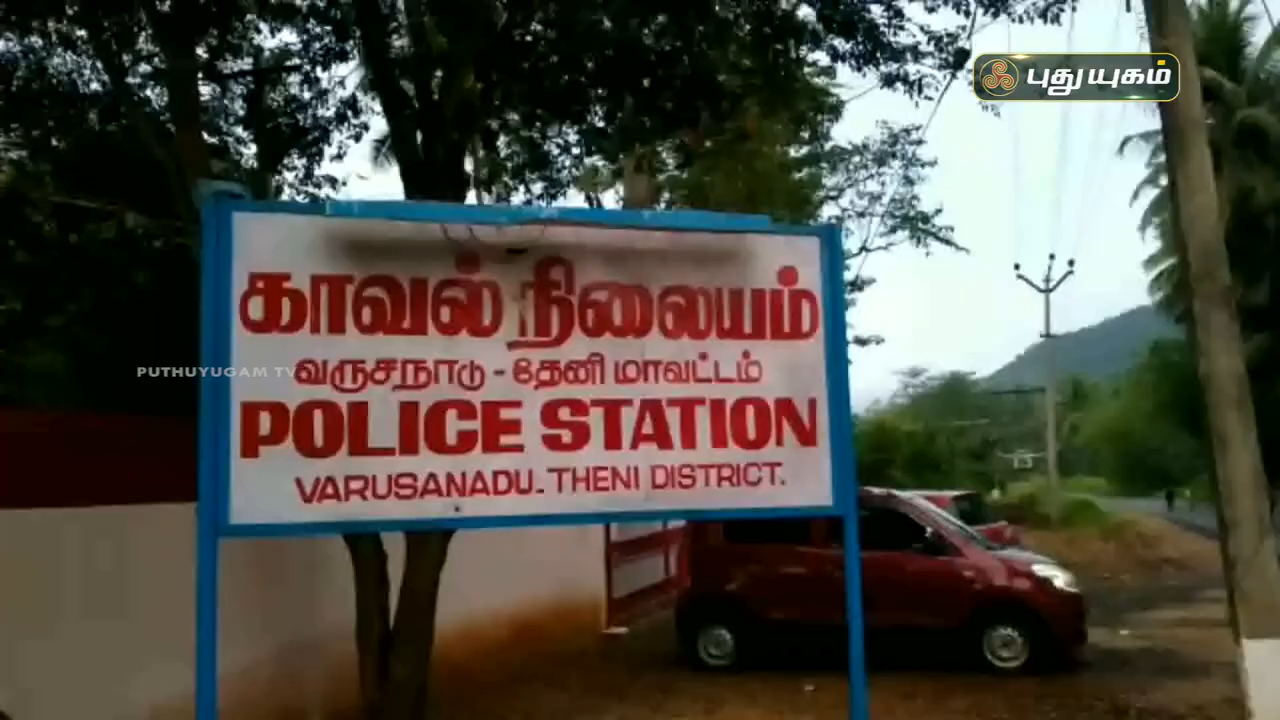 புதுயுகம்
காவல் நிலையம்
வருசநாடு - தேனி மாவட்டம்
PUTHUYUGAM TV
POLICE STATION
VARUSANADU - THENI DISTRICT.